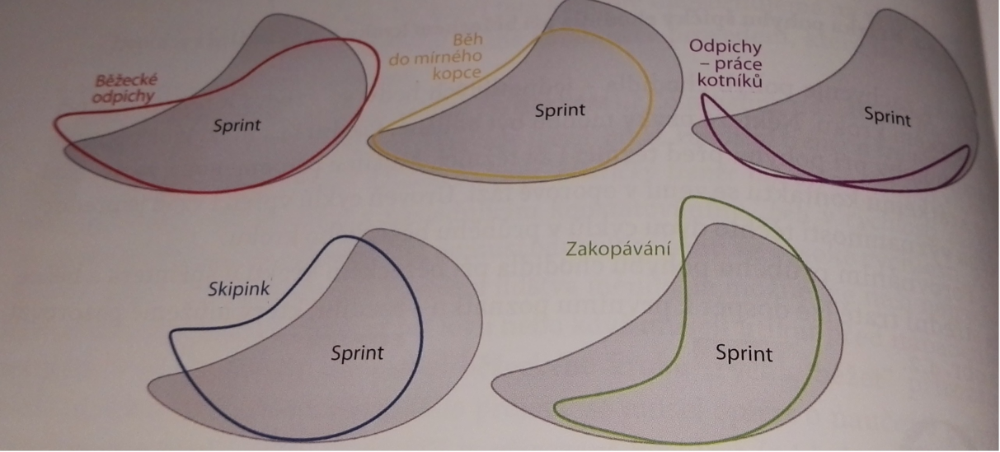 Běžecké
odpichy
Sprint
Běh
do mírného
kopce
Sprint
Odpichy
– práce
kotníků
Sprint
Skipink
Sprint
Zakopávání
Sprint